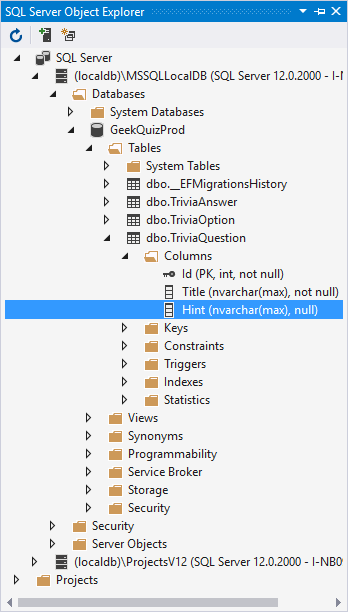 SQL Server Object Explorer
SQL Server
(localdb)\MSSQLLocalDB (SQL Server 12.0.2000 - I-N
Databases
System Databases
GeekQuizProd
Tables
System Tables
dbo.__EFMigrationsHistory
dbo.TriviaAnswer
dbo.TriviaOption
dbo.TriviaQuestion
Columns
Id (PK, int, not null)
Title (nvarchar(max), not null)
Hint (nvarchar(max), null)
Keys
Constraints
Triggers
Indexes
Statistics
Views
Synonyms
Programmability
Service Broker
Storage
Security
Security
Server Objects
(localdb)\ProjectsV12 (SQL Server 12.0.2000 - I-NB0
Projects